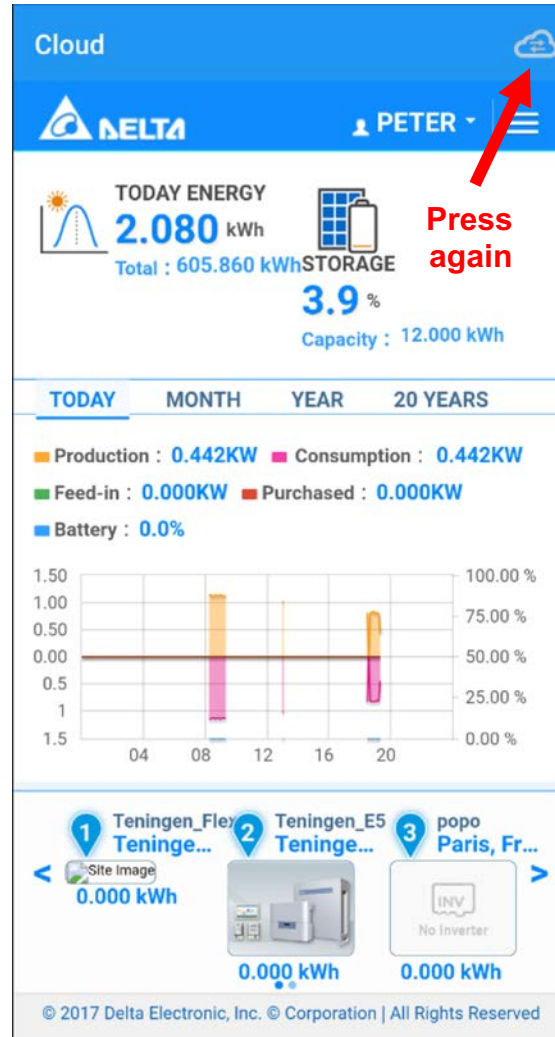 Cloud
DELTA
PETER
Press again
TODAY ENERGY
2.080 kWh
Total : 605.860 kWh
STORAGE
3.9 %
Capacity : 12.000 kWh
TODAY MONTH YEAR 20 YEARS
Production : 0.442KW Consumption : 0.442KW
Feed-in : 0.000KW Purchased : 0.000KW
Battery : 0.0%
1.50 100.00 %
1.00
0.50 75.00 %
0.00 50.00 %
0.5
1 25.00 %
1.5 0.00 %
04 08 12 16 20
1 Teningen_Flex
Teninge...
Site Image
0.000 kWh
2 Teningen_E5
Teninge...
0.000 kWh
3 popo
Paris, Fr...
INV
No Inverter
0.000 kWh
< >
© 2017 Delta Electronic, Inc. © Corporation | All Rights Reserved